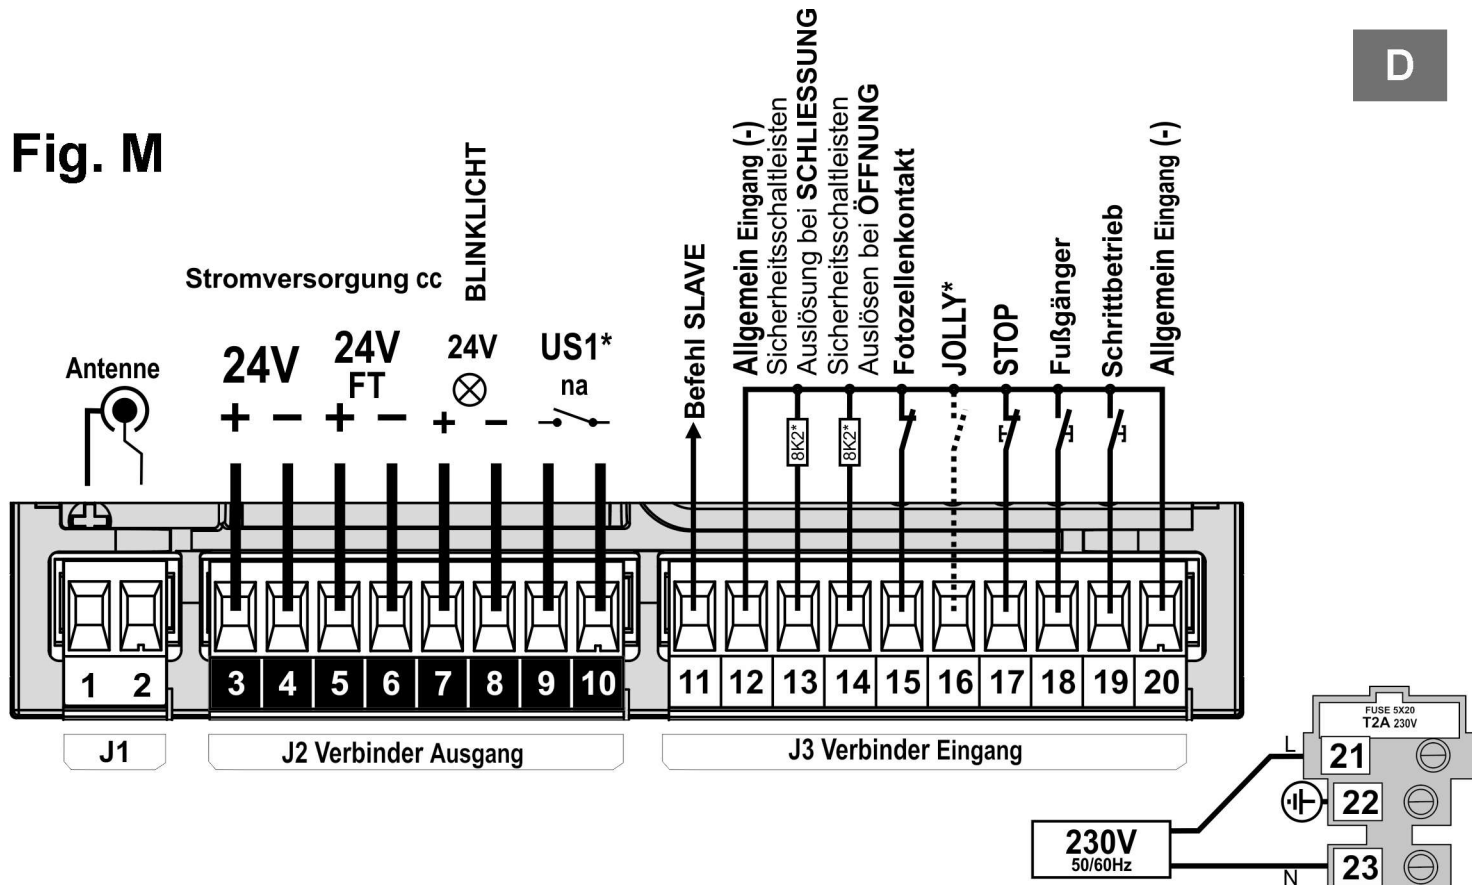 D
Fig. M
Antenne
Stromversorgung cc
24V
+ −
24V
FT
+ −
BLINKLICHT
24V
+ −
US1*
na
Befehl SLAVE
Allgemein Eingang (-)
Sicherheitsschaltleisten
Auslösung bei SCHLIESSUNG
Sicherheitsschaltleisten
Auslösen bei ÖFFNUNG
Fotozellenkontakt
JOLLY*
STOP
Fußgänger
Schrittbetrieb
Allgemein Eingang (-)
8K2*
8K2*
1 2
3 4 5 6 7 8 9 10
11 12 13 14 15 16 17 18 19 20
J1
J2 Verbinder Ausgang
J3 Verbinder Eingang
FUSE 5X20
T2A 230V
L
21
22
230V
50/60Hz
N
23